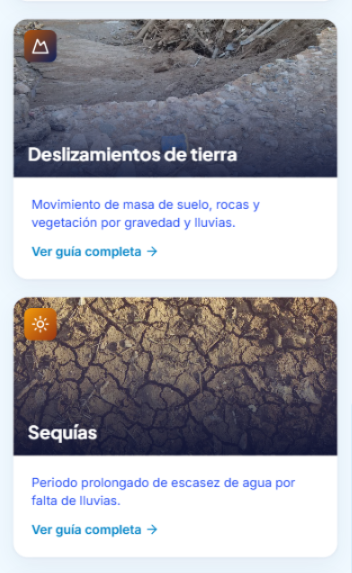 Deslizamientos de tierra
Movimiento de masa de suelo, rocas y
vegetación por gravedad y lluvias.
Ver guía completa →
Sequías
Periodo prolongado de escasez de agua por
falta de lluvias.
Ver guía completa →